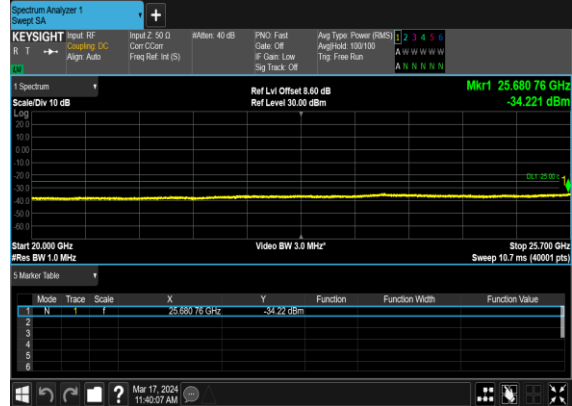 Spectrum Analyzer 1
Swept SA
+
KEYSIGHT
R T
Input: RF
Coupling: DC
Align: Auto
Input Z: 50 Ω
Corr CCorr
Freq Ref: Int (S)
#Atten: 40 dB
PNO: Fast
Gate: Off
IF Gain: Low
Sig Track: Off
Avg Type: Power (RMS)
Avg|Hold: 100/100
Trig: Free Run
1 2 3 4 5 6
A W W W W W
A N N N N N
1 Spectrum
Scale/Div 10 dB
Ref Lvl Offset 8.60 dB
Ref Level 30.00 dBm
Mkr1 25.680 76 GHz
-34.221 dBm
Log
20.0
10.0
0.00
-10.0
-20.0
-30.0
-40.0
-50.0
-60.0
1
Start 20.000 GHz
#Res BW 1.0 MHz
Video BW 3.0 MHz*
Stop 25.700 GHz
Sweep 10.7 ms (40001 pts)
5 Marker Table
Mode Trace Scale X Y Function Function Width Function Value
1 N 1 f 25.680 76 GHz -34.22 dBm
2
3
4
5
6
?
Mar 17, 2024
11:40:07 AM